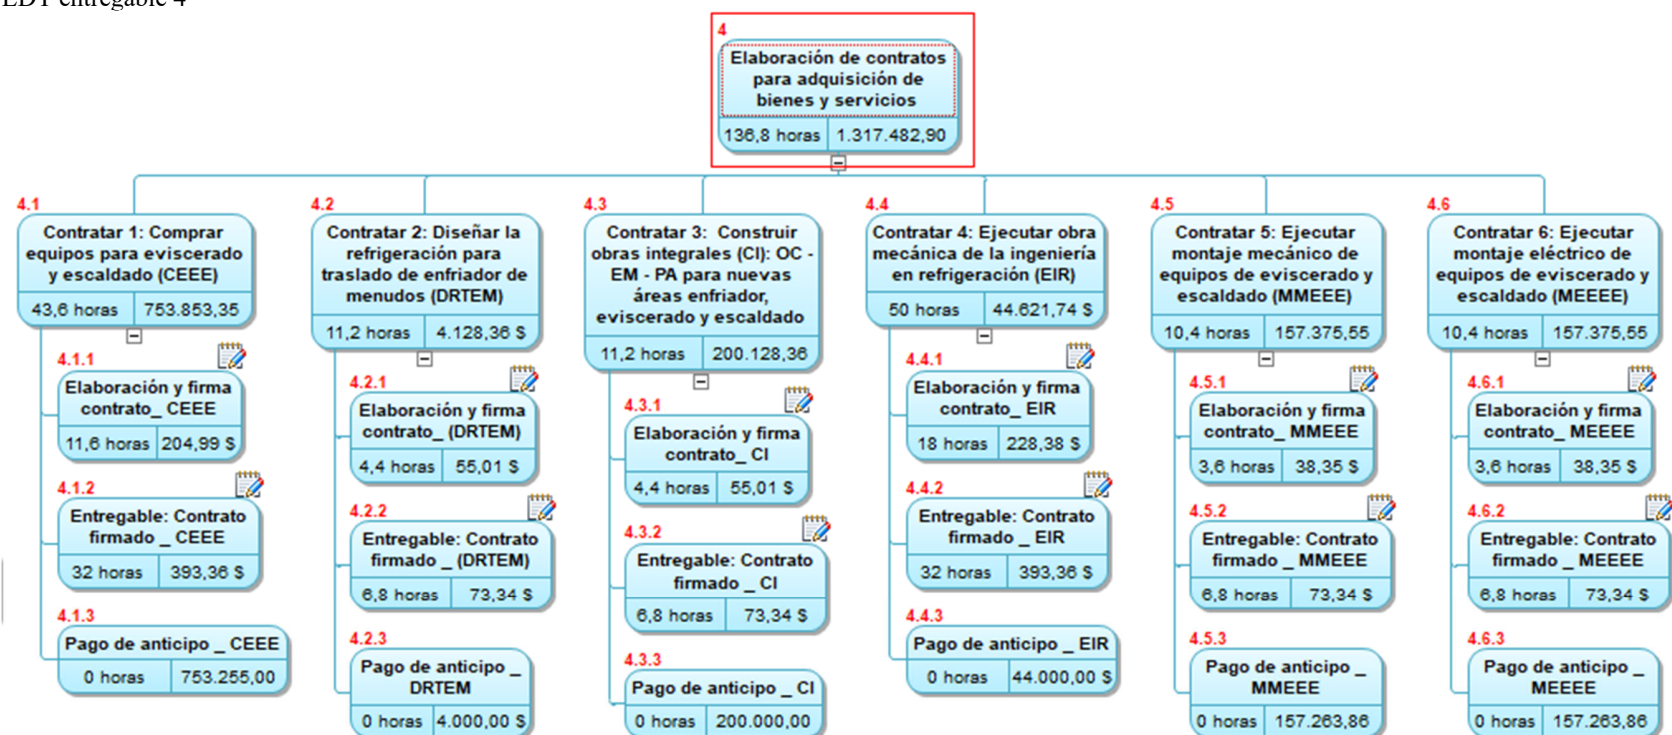 EDT entregable 4
4
Elaboración de contratos
para adquisición de
bienes y servicios
136,8 horas 1.317.482,90
4.1
Contratar 1: Comprar
equipos para eviscerado
y escaldado (CEEE)
43,6 horas 753.853,35
4.1.1
Elaboración y firma
contrato_ CEEE
11,6 horas 204,99 $
4.1.2
Entregable: Contrato
firmado _ CEEE
32 horas 393,36 $
4.1.3
Pago de anticipo _ CEEE
0 horas 753.255,00
4.2
Contratar 2: Diseñar la
refrigeración para
traslado de enfriador de
menudos (DRTEM)
11,2 horas 4.128,36 $
4.2.1
Elaboración y firma
contrato_ (DRTEM)
4,4 horas 55,01 $
4.2.2
Entregable: Contrato
firmado _ (DRTEM)
6,8 horas 73,34 $
4.2.3
Pago de anticipo _
DRTEM
0 horas 4.000,00 $
4.3
Contratar 3: Construir
obras integrales (CI): OC -
EM - PA para nuevas
áreas enfriador,
eviscerado y escaldado
11,2 horas 200.128,36
4.3.1
Elaboración y firma
contrato_ CI
4,4 horas 55,01 $
4.3.2
Entregable: Contrato
firmado _ CI
6,8 horas 73,34 $
4.3.3
Pago de anticipo _ CI
0 horas 200.000,00
4.4
Contratar 4: Ejecutar obra
mecánica de la ingeniería
en refrigeración (EIR)
50 horas 44.621,74 $
4.4.1
Elaboración y firma
contrato_ EIR
18 horas 228,38 $
4.4.2
Entregable: Contrato
firmado _ EIR
32 horas 393,36 $
4.4.3
Pago de anticipo _ EIR
0 horas 44.000,00 $
4.5
Contratar 5: Ejecutar
montaje mecánico de
equipos de eviscerado y
escaldado (MMEEE)
10,4 horas 157.375,55
4.5.1
Elaboración y firma
contrato_ MMEEE
3,6 horas 38,35 $
4.5.2
Entregable: Contrato
firmado _ MMEEE
6,8 horas 73,34 $
4.5.3
Pago de anticipo _
MMEEE
0 horas 157.263,86
4.6
Contratar 6: Ejecutar
montaje eléctrico de
equipos de eviscerado y
escaldado (MEEEE)
10,4 horas 157.375,55
4.6.1
Elaboración y firma
contrato_ MEEEE
3,6 horas 38,35 $
4.6.2
Entregable: Contrato
firmado _ MEEEE
6,8 horas 73,34 $
4.6.3
Pago de anticipo _
MEEEE
0 horas 157.263,86